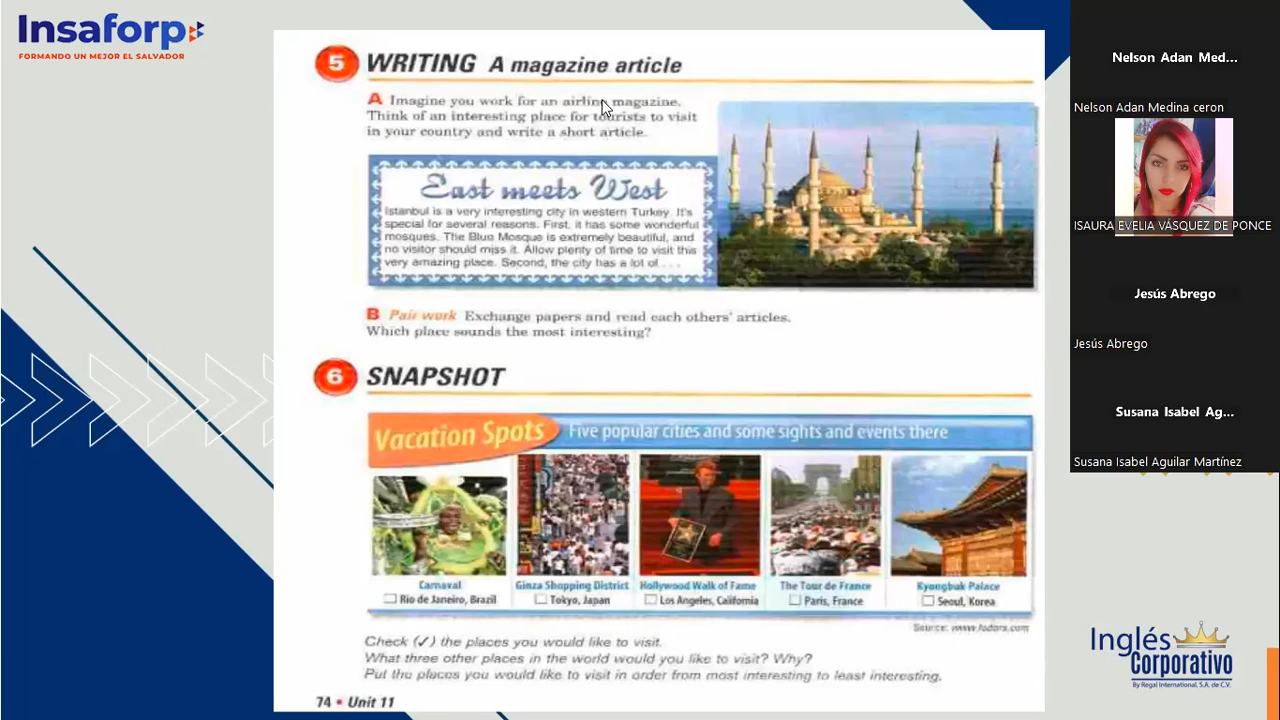 Insaforp
FORMANDO UN MEJOR EL SALVADOR
5 WRITING A magazine article
A Imagine you work for an airline magazine.
Think of an interesting place for tourists to visit
in your country and write a short article.
East meets West
Istanbul is a very interesting city in western Turkey. It's
special for several reasons. First, it has some wonderful
mosques. The Blue Mosque is extremely beautiful, and
no visitor should miss it. Allow plenty of time to visit this
very amazing place. Second, the city has a lot of . . .
B Pair work Exchange papers and read each others' articles.
Which place sounds the most interesting?
6 SNAPSHOT
Vacation Spots Five popular cities and some sights and events there
Carnaval
Rio de Janeiro, Brazil
Ginza Shopping District
Tokyo, Japan
Hollywood Walk of Fame
Los Angeles, California
The Tour de France
Paris, France
Kyongbuk Palace
Seoul, Korea
Source: www.fodors.com
Check (✓) the places you would like to visit.
What three other places in the world would you like to visit? Why?
Put the places you would like to visit in order from most interesting to least interesting.
74 • Unit 11
Nelson Adan Med...
Nelson Adan Medina ceron
ISAURA EVELIA VÁSQUEZ DE PONCE
Jesús Abrego
Jesús Abrego
Susana Isabel Ag...
Susana Isabel Aguilar Martínez
Inglés
Corporativo
By Regal International, S.A. de C.V.